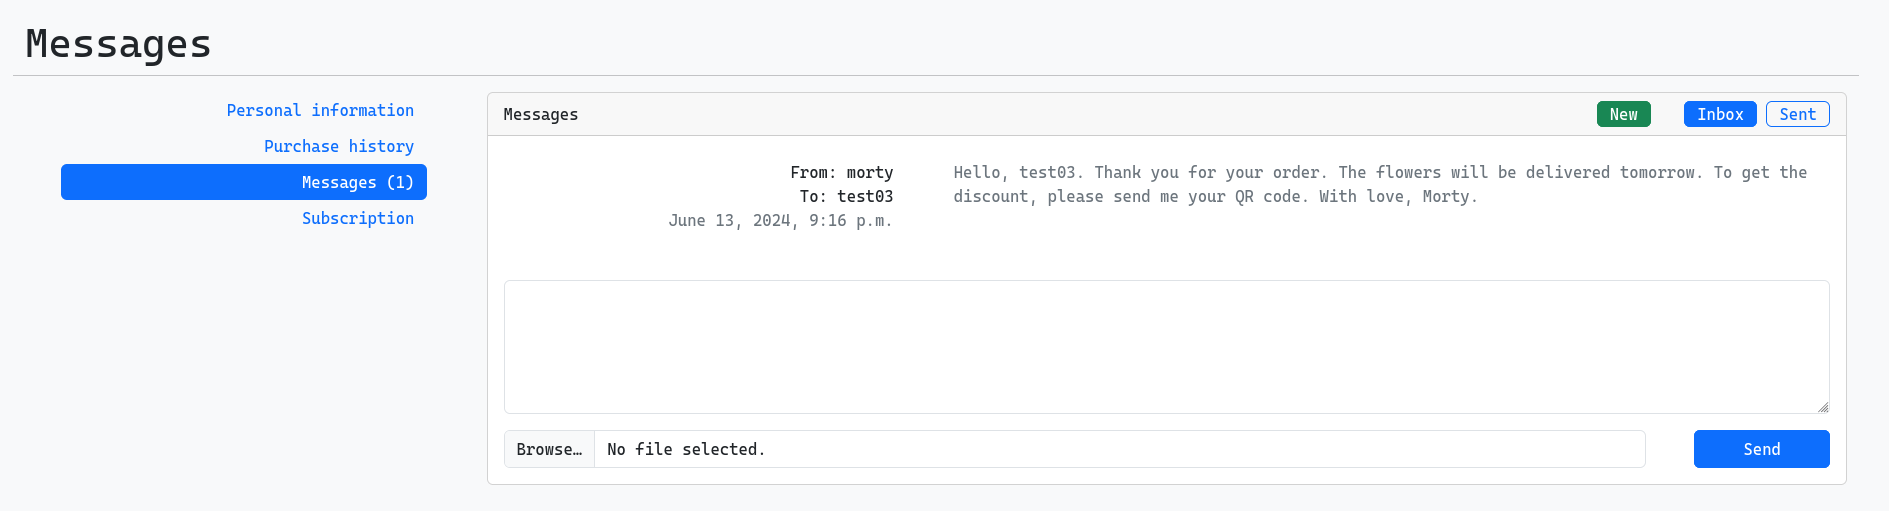 Messages
Personal information
Purchase history
Messages (1)
Subscription
Messages
New
Inbox
Sent
From: morty
To: test03
June 13, 2024, 9:16 p.m.
Hello, test03. Thank you for your order. The flowers will be delivered tomorrow. To get the
discount, please send me your QR code. With love, Morty.
Browse… No file selected.
Send